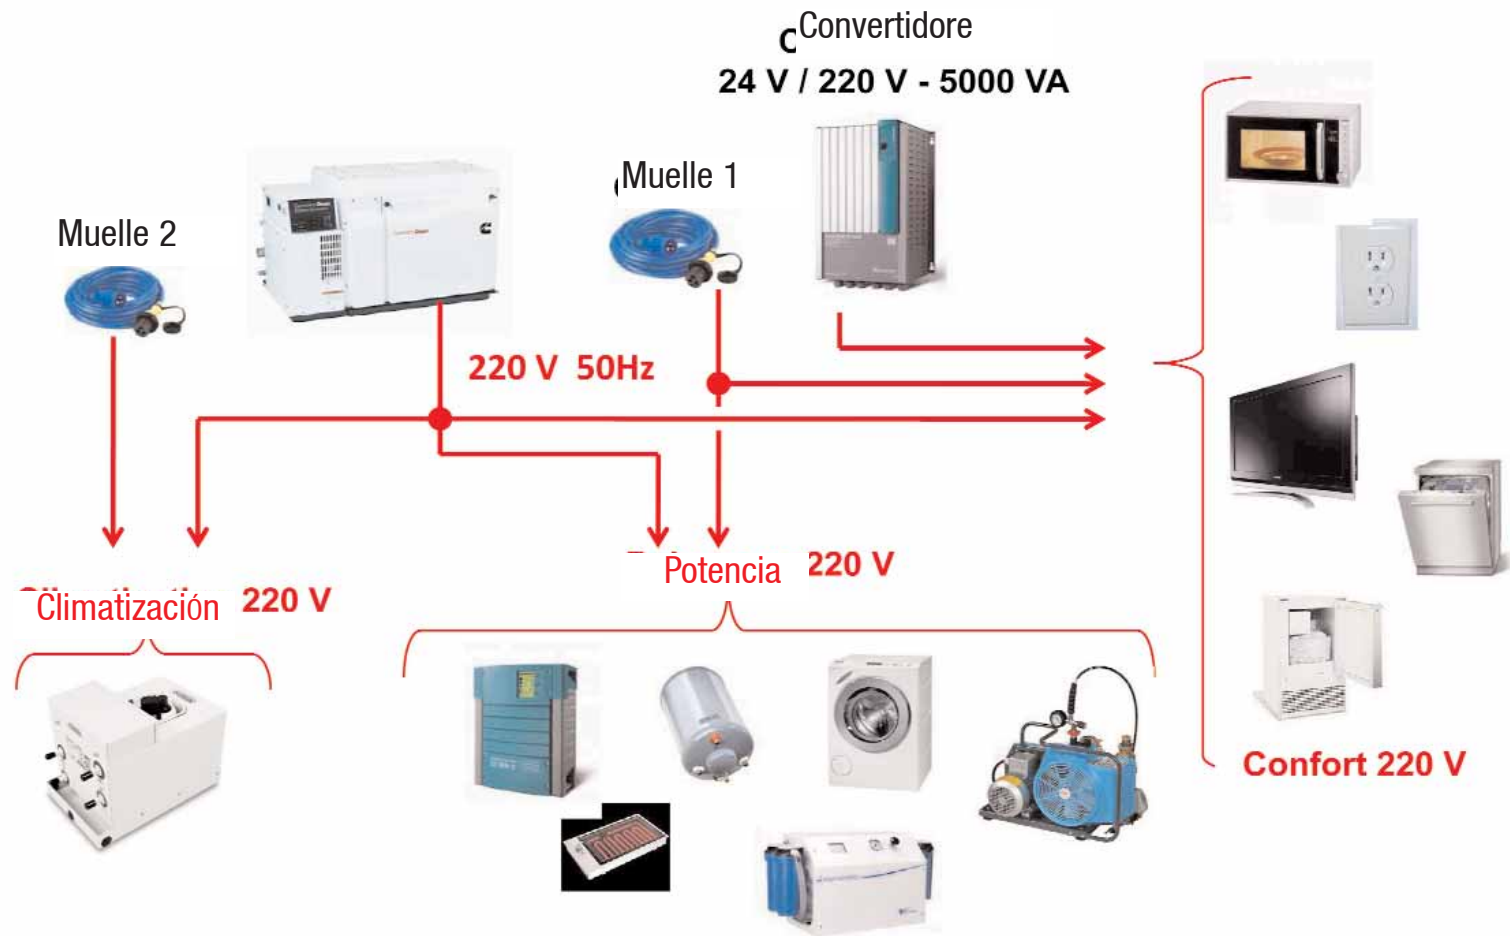 Convertidore
24 V / 220 V - 5000 VA
Muelle 1
Muelle 2
220 V 50Hz
Potencia 220 V
Climatización 220 V
Confort 220 V